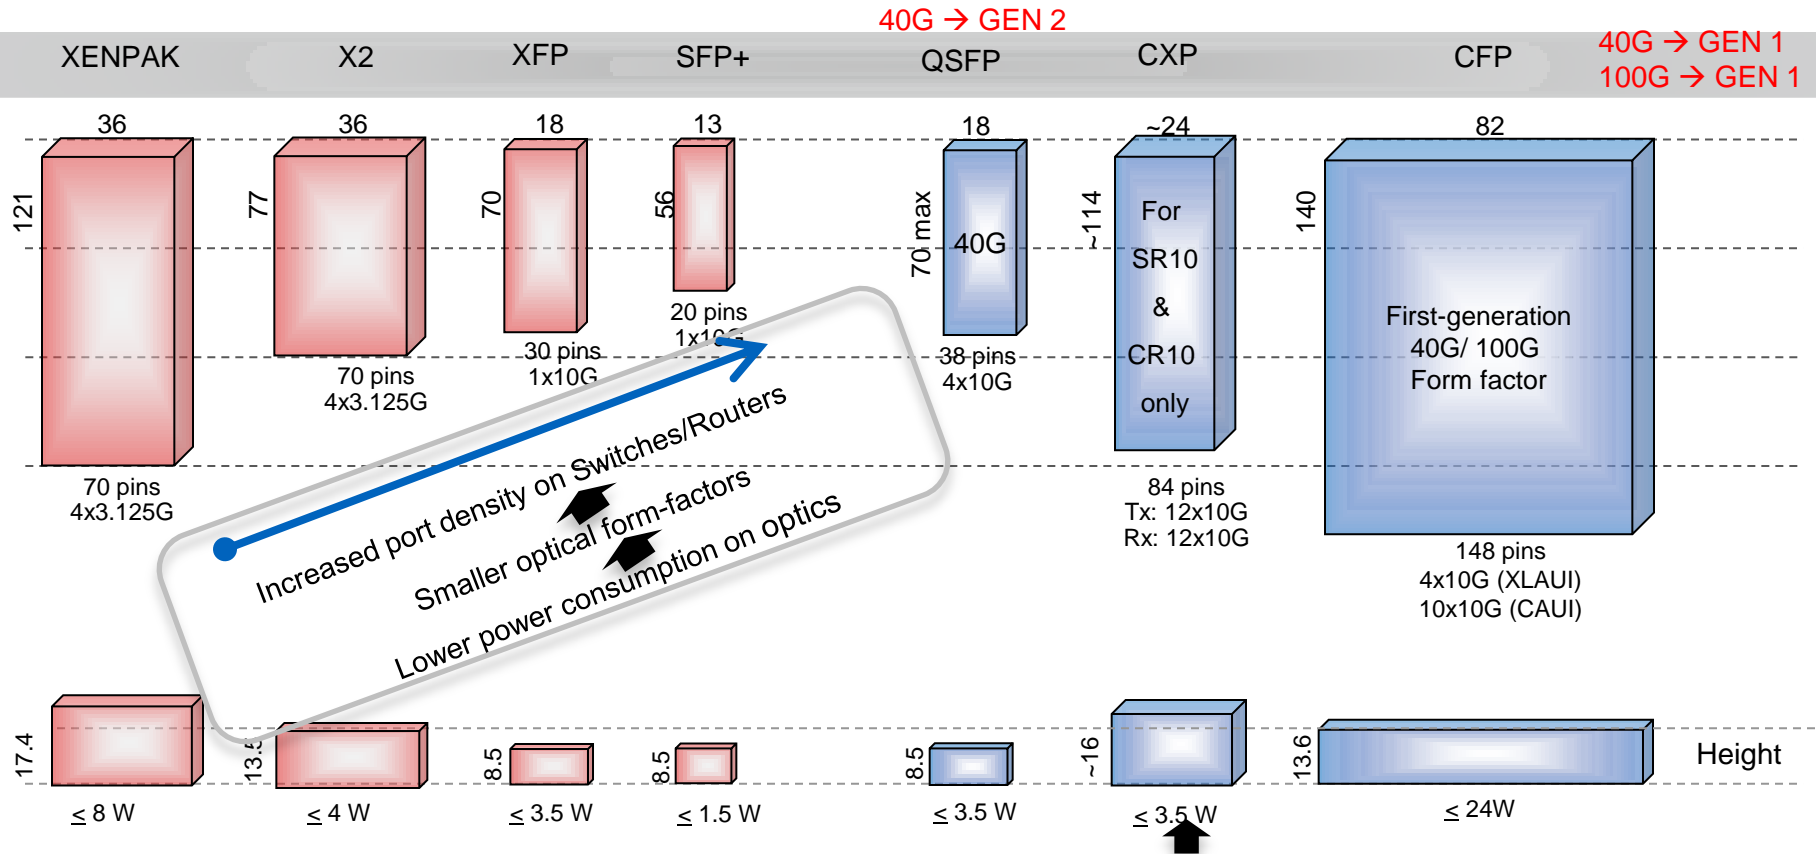 40G → GEN 2
XENPAK
X2
XFP
SFP+
QSFP
CXP
CFP
40G → GEN 1
100G → GEN 1
36
36
18
13
18
~24
82
121
77
70
56
70 max
~114
140
40G
For
SR10
&
CR10
only
First-generation
40G/ 100G
Form factor
70 pins
4x3.125G
70 pins
4x3.125G
30 pins
1x10G
20 pins
1x10G
38 pins
4x10G
84 pins
Tx: 12x10G
Rx: 12x10G
148 pins
4x10G (XLAUI)
10x10G (CAUI)
Increased port density on Switches/Routers
Smaller optical form-factors
Lower power consumption on optics
17.4
13.5
8.5
8.5
8.5
~16
13.6
Height
≤ 8 W
≤ 4 W
≤ 3.5 W
≤ 1.5 W
≤ 3.5 W
≤ 3.5 W
≤ 24W